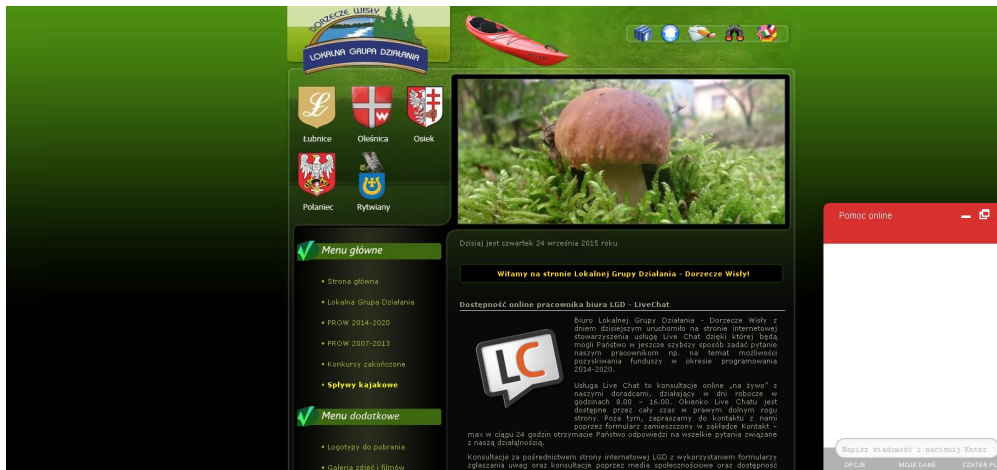 DORZECZE WISŁY
LOKALNA GRUPA DZIAŁANIA
Łubnice Oleśnica Osiek
Połaniec Rytwiany
Menu główne
• Strona główna
• Lokalna Grupa Działania
• PROW 2014-2020
• PROW 2007-2013
• Konkursy zakończone
• Spływy kajakowe
Menu dodatkowe
• Logotypy do pobrania
• Galeria zdjęć i filmów
Dzisiaj jest czwartek 24 września 2015 roku
Witamy na stronie Lokalnej Grupy Działania - Dorzecze Wisły!
Dostępność online pracownika biura LGD - LiveChat
LC
Biuro Lokalnej Grupy Działania - Dorzecze Wisły z
dniem dzisiejszym uruchomiło na stronie internetowej
stowarzyszenia usługę Live Chat dzięki której będą
mogli Państwo w jeszcze szybszy sposób zadać pytanie
naszym pracownikom np. na temat możliwości
pozyskiwania funduszy w okresie programowania
2014-2020.
Usługa Live Chat to konsultacje online „na żywo” z
naszymi doradcami, działający w dni robocze w
godzinach 8.00 – 16.00. Okienko Live Chatu jest
dostępne przez cały czas w prawym dolnym rogu
strony. Poza tym, zapraszamy do kontaktu z nami
poprzez formularz zamieszczony w zakładce Kontakt –
max w ciągu 24 godzin otrzymacie Państwo odpowiedzi na wszelkie pytania związane
z naszą działalnością.
Konsultacje za pośrednictwem strony internetowej LGD z wykorzystaniem formularzy
zgłaszania uwag oraz konsultacje poprzez media społecznościowe oraz dostępność
Pomoc online
Napisz wiadomość i naciśnij Enter
OPCJE MOJE DANE CZATER.PL